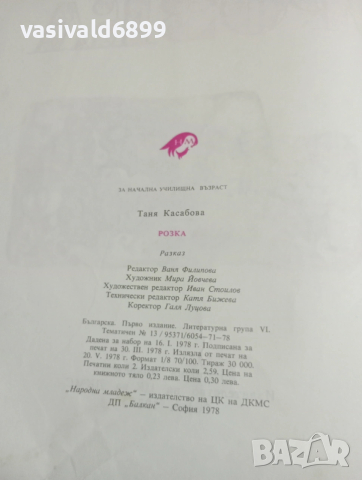 vasivald6899
ЗА НАЧАЛНА УЧИЛИЩНА ВЪЗРАСТ
Таня Касабова
РОЗКА
Разказ
Редактор Ваня Филипова
Художник Мира Йовчева
Художествен редактор Иван Стоилов
Технически редактор Катя Бижева
Коректор Галя Луцова
Българска. Първо издание. Литературна група VI.
Тематичен № 13/95371/6054—71—78
Дадена за набор на 16. I. 1978 г. Подписана за
печат на 30. III. 1978 г. Излязла от печат на
20. V. 1978 г. Формат 1/8 70/100. Тираж 30 000.
Печатни коли 2. Издателски коли 2,59. Цена на
книжното тяло 0,23 лева. Цена 0,30 лева.
„Народна младеж“ — издателство на ЦК на ДКМС
ДП „Балкан“ — София 1978
BAZAR
bg